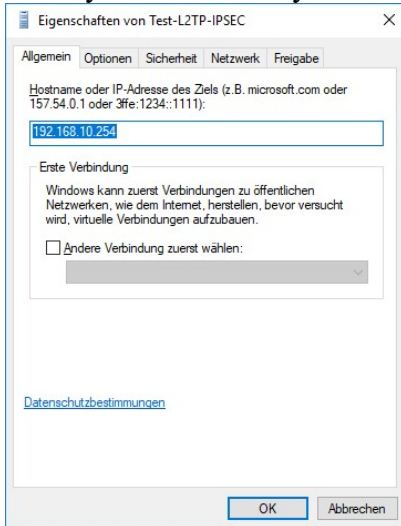 Eigenschaften von Test-L2TP-IPSEC
Allgemein Optionen Sicherheit Netzwerk Freigabe
Hostname oder IP-Adresse des Ziels (z.B. microsoft.com oder
157.54.0.1 oder 3ffe:1234::1111):
192.168.10.254
Erste Verbindung
Windows kann zuerst Verbindungen zu öffentlichen
Netzwerken, wie dem Internet, herstellen, bevor versucht
wird, virtuelle Verbindungen aufzubauen.
Andere Verbindung zuerst wählen:
Datenschutzbestimmungen
OK Abbrechen